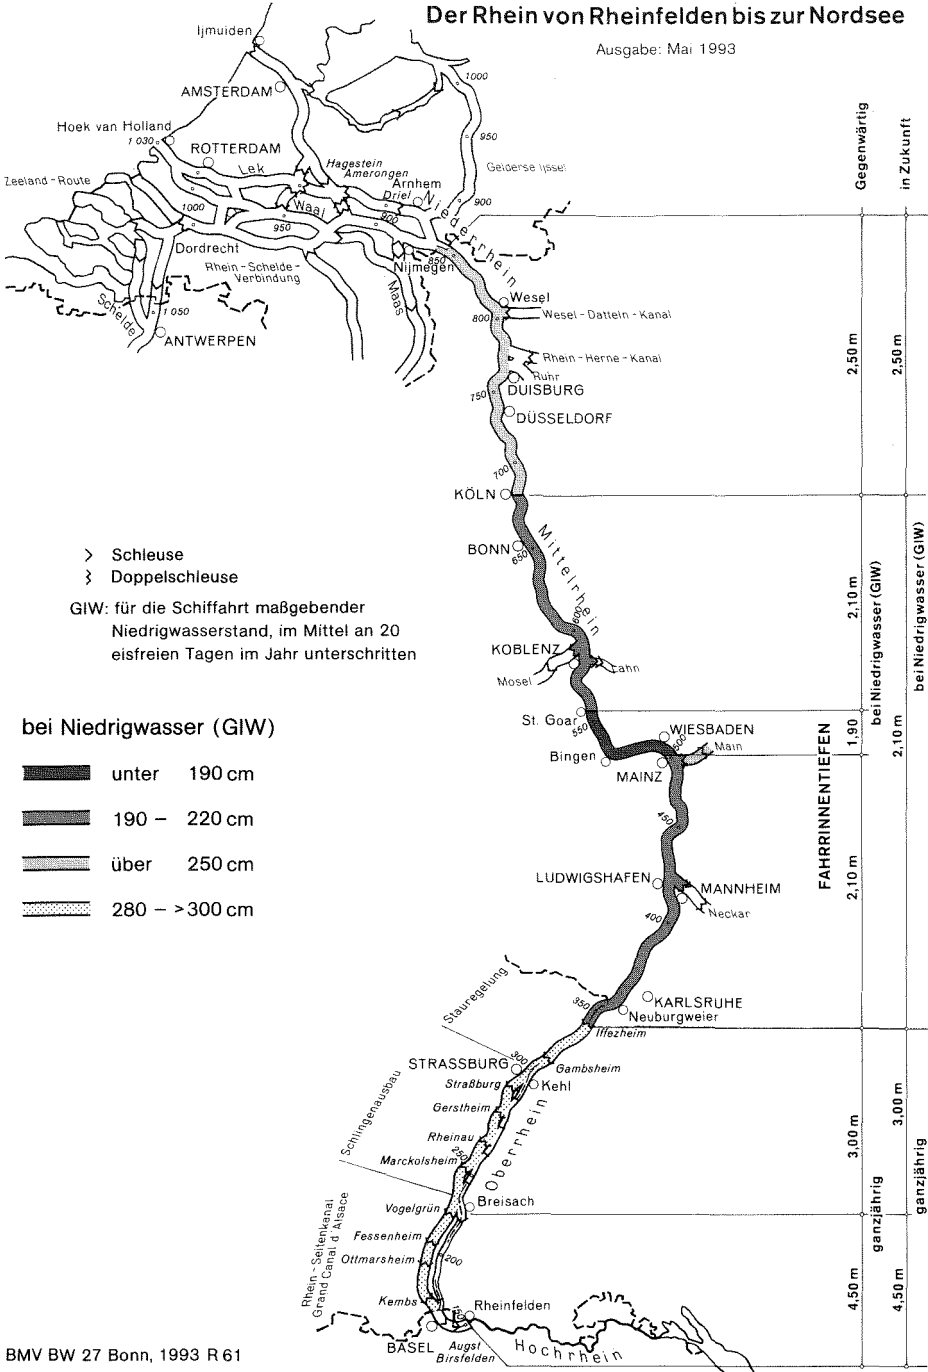 Der Rhein von Rheinfelden bis zur Nordsee
Ausgabe: Mai 1993
Ijmuiden
AMSTERDAM
Hoek van Holland
1 030
ROTTERDAM
Lek
Zeeland-Route
1000
Waal
950
Hagestein
Amerongen
Arnhem
Driel
900
1000
950
Gelderse Ijssel
900
Niederrhein
Dordrecht
Rhein-Schelde-
Verbindung
Nijmegen
850
Maas
Schelde
1 050
ANTWERPEN
Wesel
800
Wesel-Datteln-Kanal
Rhein-Herne-Kanal
Ruhr
DUISBURG
750
DÜSSELDORF
700
KÖLN
BONN
650
Mittelrhein
600
KOBLENZ
Mosel
Lahn
St. Goar
550
WIESBADEN
500
Main
Bingen
MAINZ
450
LUDWIGSHAFEN
MANNHEIM
Neckar
400
350
KARLSRUHE
Neuburgweier
Iffezheim
Stauregelung
300
STRASSBURG
Gambsheim
Straßburg
Kehl
Gerstheim
Schlingenausbau
Rheinau
250
Marckolsheim
Oberrhein
Breisach
Vogelgrün
Fessenheim
Ottmarsheim
200
Rhein-Seitenkanal
Grand Canal d'Alsace
Kembs
Rheinfelden
BASEL
Augst
Birsfelden
Hochrhein
Schleuse
Doppelschleuse
GIW: für die Schiffahrt maßgebender
Niedrigwasserstand, im Mittel an 20
eisfreien Tagen im Jahr unterschritten
bei Niedrigwasser (GIW)
unter 190 cm
190 – 220 cm
über 250 cm
280 – >300 cm
FAHRRINNENTIEFEN
Gegenwärtig
2,50 m
2,10 m
bei Niedrigwasser (GIW)
1,90
2,10 m
3,00 m
ganzjährig
4,50 m
in Zukunft
2,50 m
bei Niedrigwasser (GIW)
2,10 m
3,00 m
ganzjährig
4,50 m
BMV BW 27 Bonn, 1993 R 61